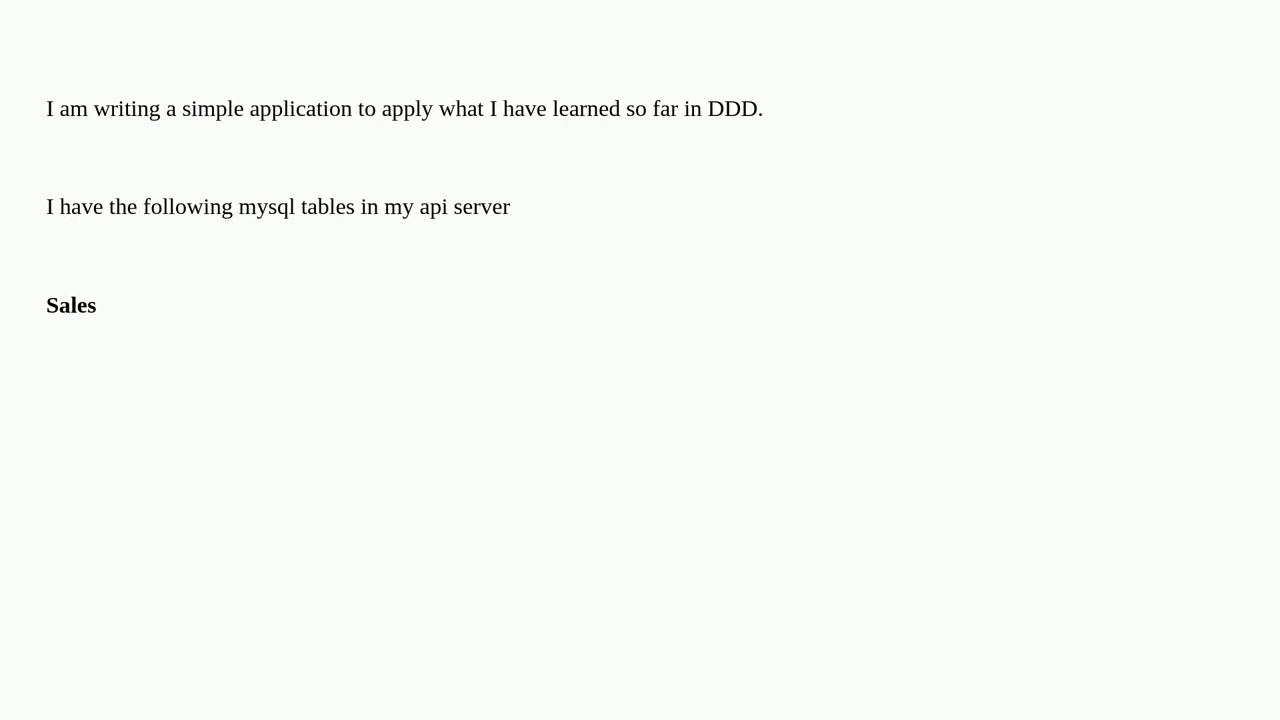 I am writing a simple application to apply what I have learned so far in DDD.
I have the following mysql tables in my api server
Sales